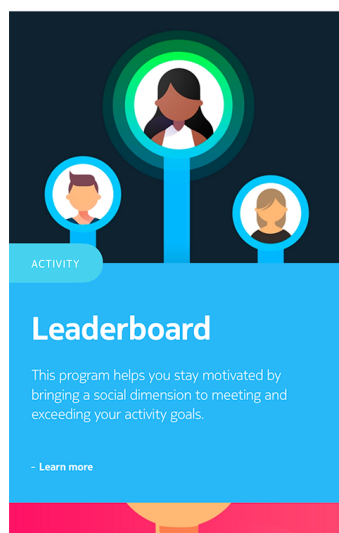 ACTIVITY
Leaderboard
This program helps you stay motivated by
bringing a social dimension to meeting and
exceeding your activity goals.
– Learn more